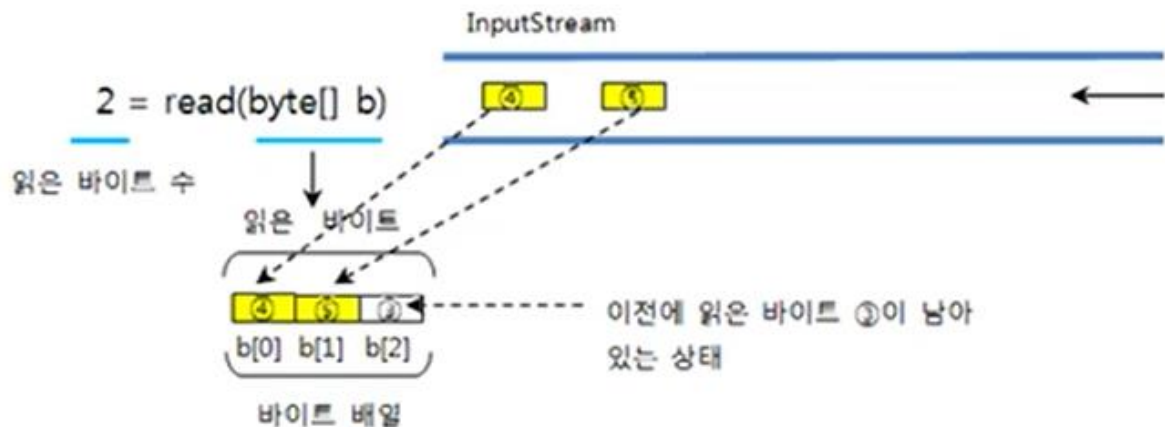 InputStream
④ ⑤
2 = read(byte[] b)
읽은 바이트 수
읽은 바이트
④ ⑤ ③
이전에 읽은 바이트 ③이 남아
있는 상태
b[0] b[1] b[2]
바이트 배열